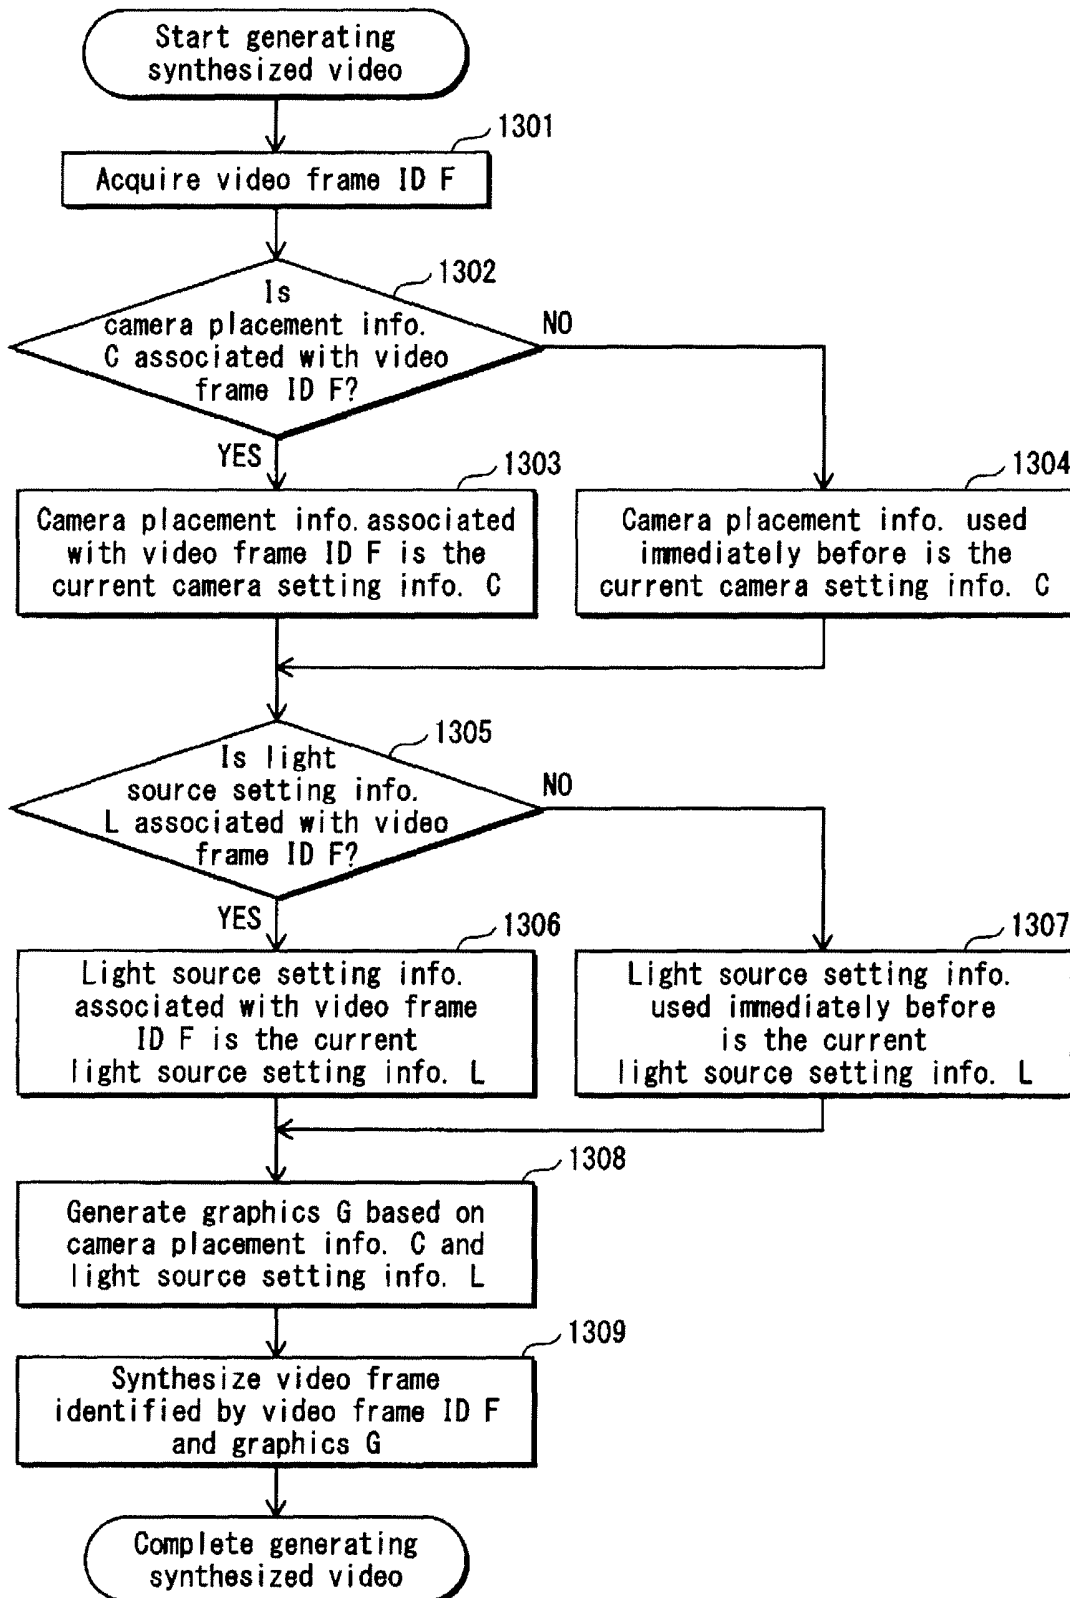 Start generating
synthesized video
1301
Acquire video frame ID F
1302
Is
camera placement info.
C associated with video
frame ID F?
NO
YES
1303
Camera placement info. associated
with video frame ID F is the
current camera setting info. C
1304
Camera placement info. used
immediately before is the
current camera setting info. C
1305
Is light
source setting info.
L associated with video
frame ID F?
NO
YES
1306
Light source setting info.
associated with video frame
ID F is the current
light source setting info. L
1307
Light source setting info.
used immediately before
is the current
light source setting info. L
1308
Generate graphics G based on
camera placement info. C and
light source setting info. L
1309
Synthesize video frame
identified by video frame ID F
and graphics G
Complete generating
synthesized video